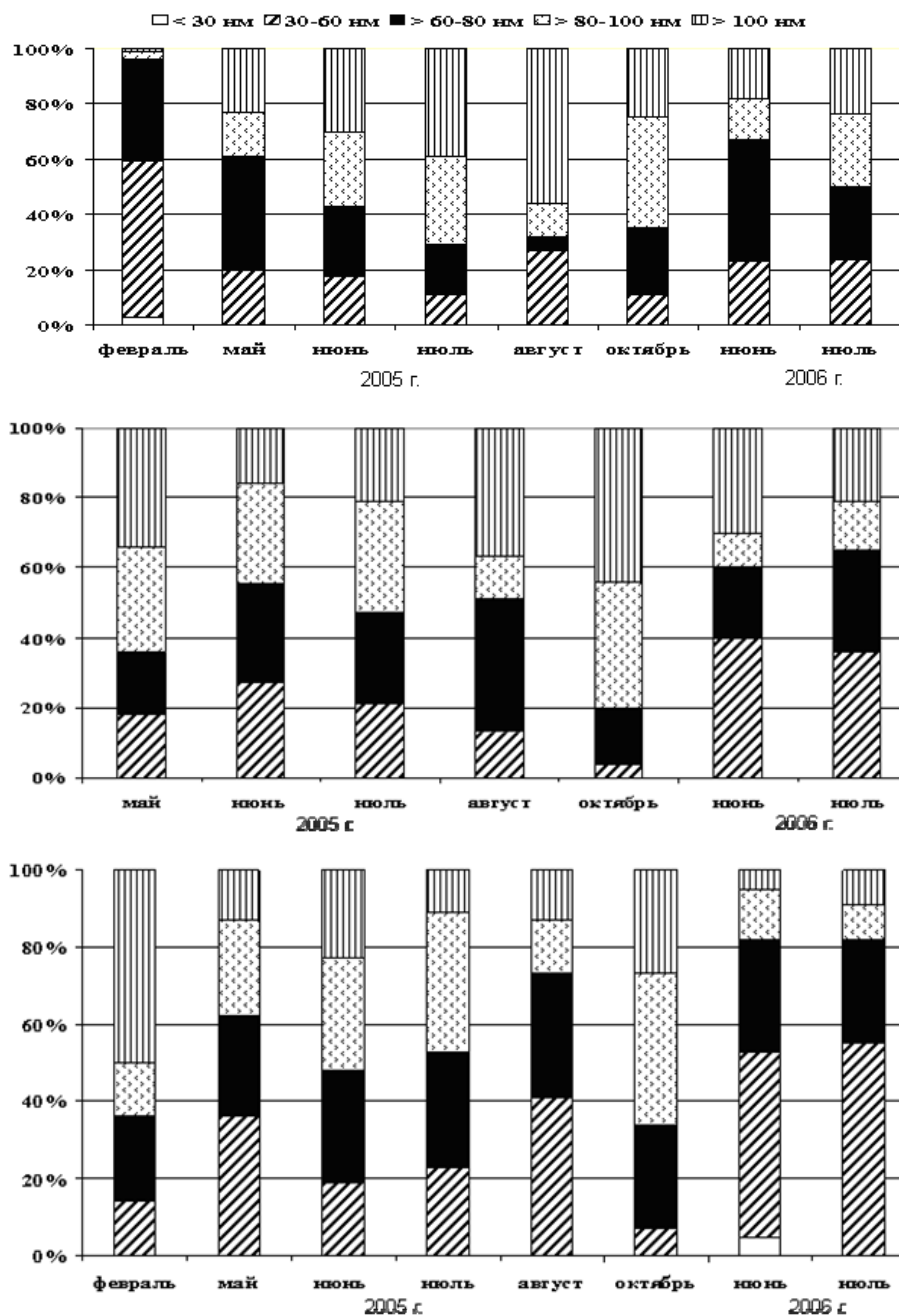 < 30 нм 30-60 нм > 60-80 нм > 80-100 нм > 100 нм
100%
80%
60%
40%
20%
0%
февраль май июнь июль август октябрь июнь июль
2005 г. 2006 г.
100%
80%
60%
40%
20%
0%
май июнь июль август октябрь июнь июль
2005 г. 2006 г.
100%
80%
60%
40%
20%
0%
февраль май июнь июль август октябрь июнь июль
2005 г. 2006 г.